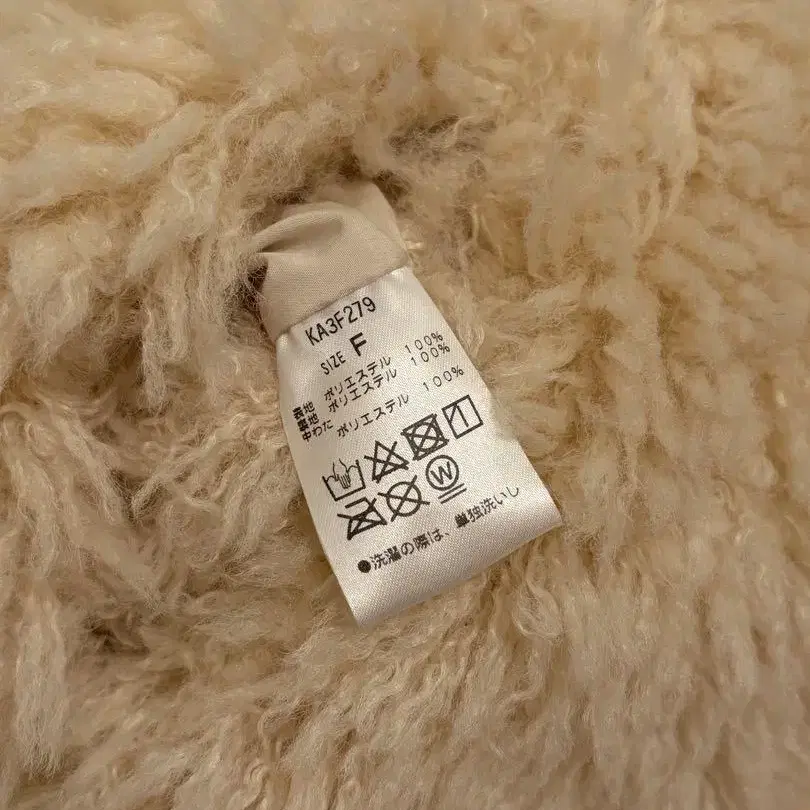 KA3F279
SIZE F
表地 ポリエステル 100%
裏地 ポリエステル 100%
中わた ポリエステル 100%
W
●洗濯の際は、単独洗いし